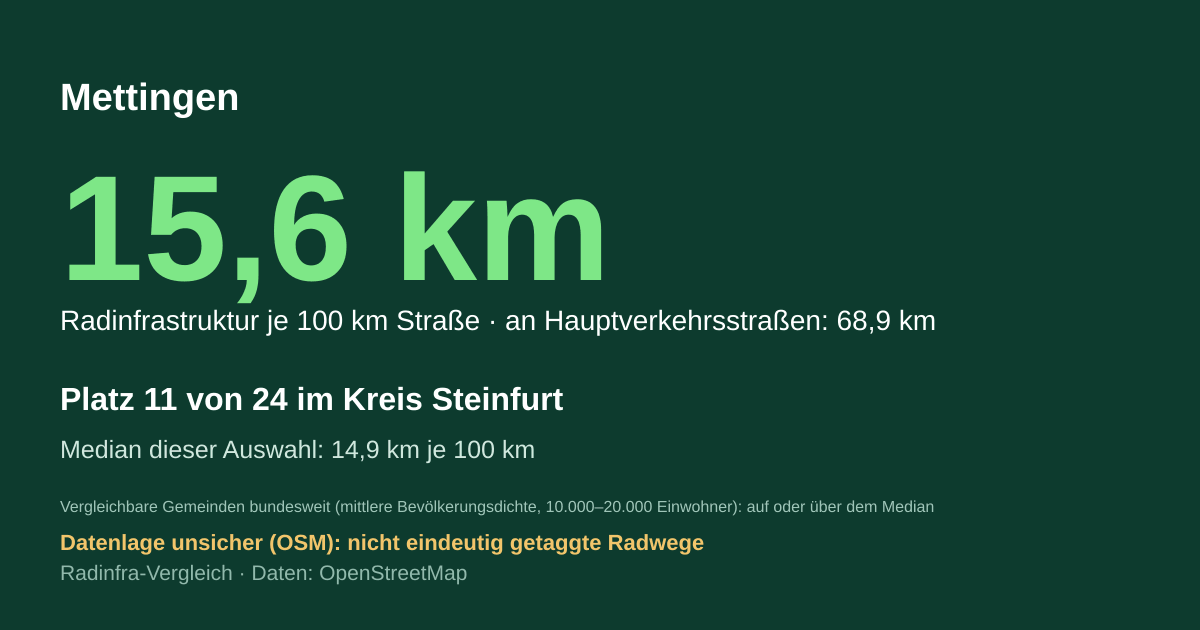 Mettingen
15,6 km
Radinfrastruktur je 100 km Straße · an Hauptverkehrsstraßen: 68,9 km
Platz 11 von 24 im Kreis Steinfurt
Median dieser Auswahl: 14,9 km je 100 km
Vergleichbare Gemeinden bundesweit (mittlere Bevölkerungsdichte, 10.000–20.000 Einwohner): auf oder über dem Median
Datenlage unsicher (OSM): nicht eindeutig getaggte Radwege
Radinfra-Vergleich · Daten: OpenStreetMap